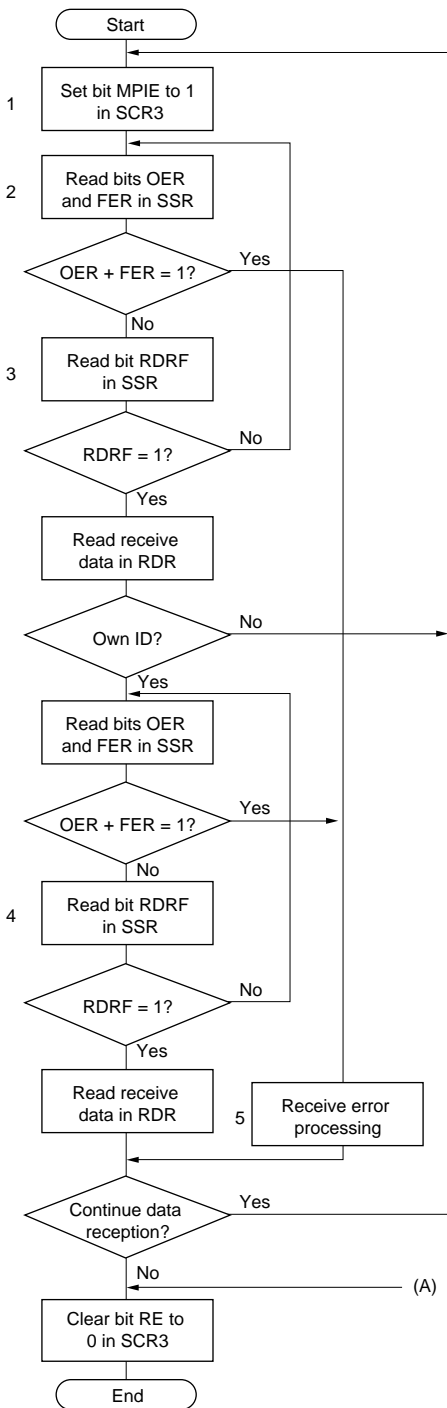 Start
1
Set bit MPIE to 1
in SCR3
2
Read bits OER
and FER in SSR
OER + FER = 1?
Yes
No
3
Read bit RDRF
in SSR
RDRF = 1?
No
Yes
Read receive
data in RDR
Own ID?
No
Yes
Read bits OER
and FER in SSR
OER + FER = 1?
Yes
No
4
Read bit RDRF
in SSR
RDRF = 1?
No
Yes
Read receive
data in RDR
5
Receive error
processing
Continue data
reception?
Yes
No
(A)
Clear bit RE to
0 in SCR3
End